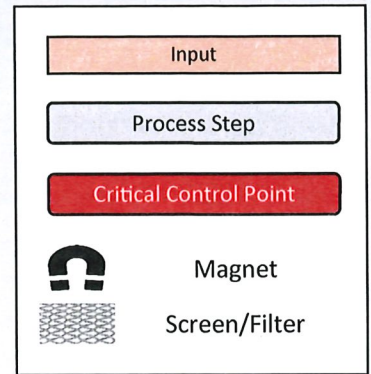 Input
Process Step
Critical Control Point
Magnet
Screen/Filter